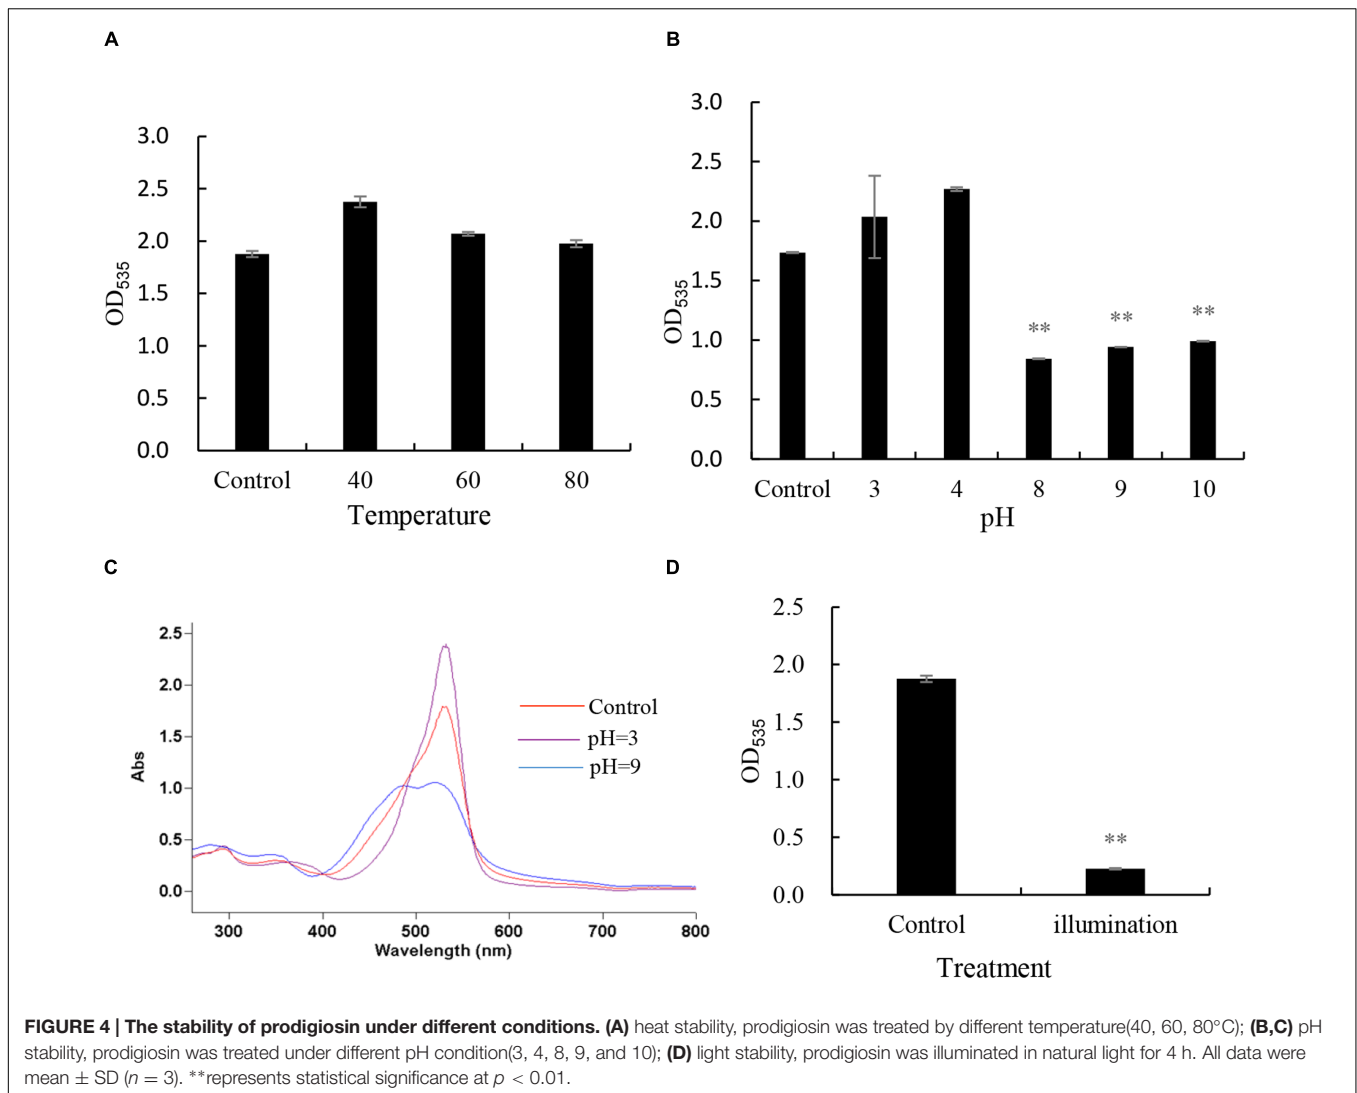 A
3.0
2.5
2.0
1.5
1.0
0.5
0.0
OD535
Control 40 60 80
Temperature
B
3.0
2.5
2.0
1.5
1.0
0.5
0.0
OD535
** ** **
Control 3 4 8 9 10
pH
C
2.5
2.0
1.5
1.0
0.5
0.0
Abs
Control
pH=3
pH=9
300 400 500 600 700 800
Wavelength (nm)
D
2.5
2.0
1.5
1.0
0.5
0.0
OD535
**
Control illumination
Treatment
FIGURE 4 | The stability of prodigiosin under different conditions. (A) heat stability, prodigiosin was treated by different temperature(40, 60, 80°C); (B,C) pH
stability, prodigiosin was treated under different pH condition(3, 4, 8, 9, and 10); (D) light stability, prodigiosin was illuminated in natural light for 4 h. All data were
mean ± SD (n = 3). **represents statistical significance at p < 0.01.